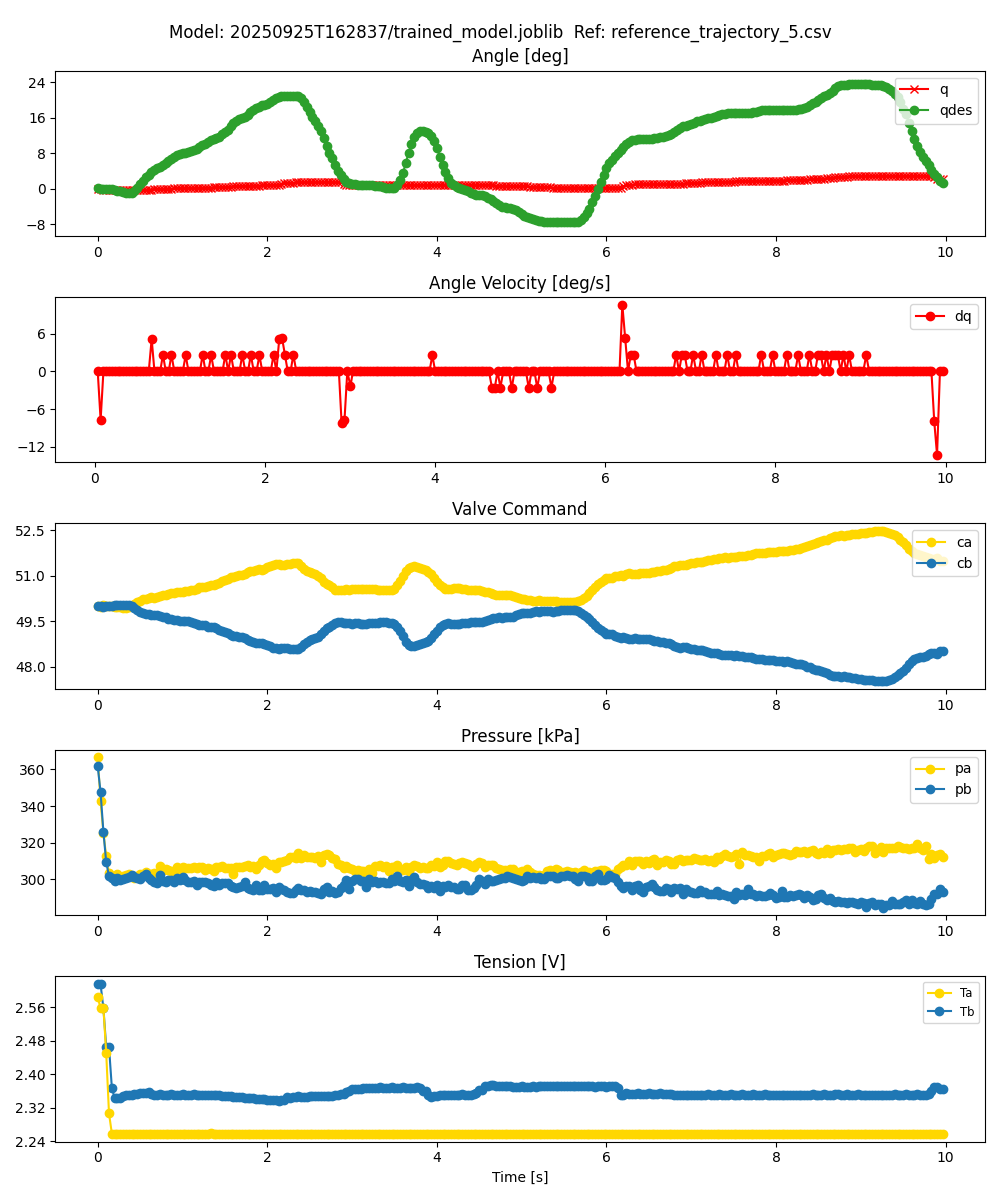 Model: 20250925T162837/trained_model.joblib  Ref: reference_trajectory_5.csv
Angle [deg]
24
16
8
0
−8
q
qdes
0 2 4 6 8 10
Angle Velocity [deg/s]
6
0
−6
−12
dq
0 2 4 6 8 10
Valve Command
52.5
51.0
49.5
48.0
ca
cb
0 2 4 6 8 10
Pressure [kPa]
360
340
320
300
pa
pb
0 2 4 6 8 10
Tension [V]
2.56
2.48
2.40
2.32
2.24
Ta
Tb
0 2 4 6 8 10
Time [s]